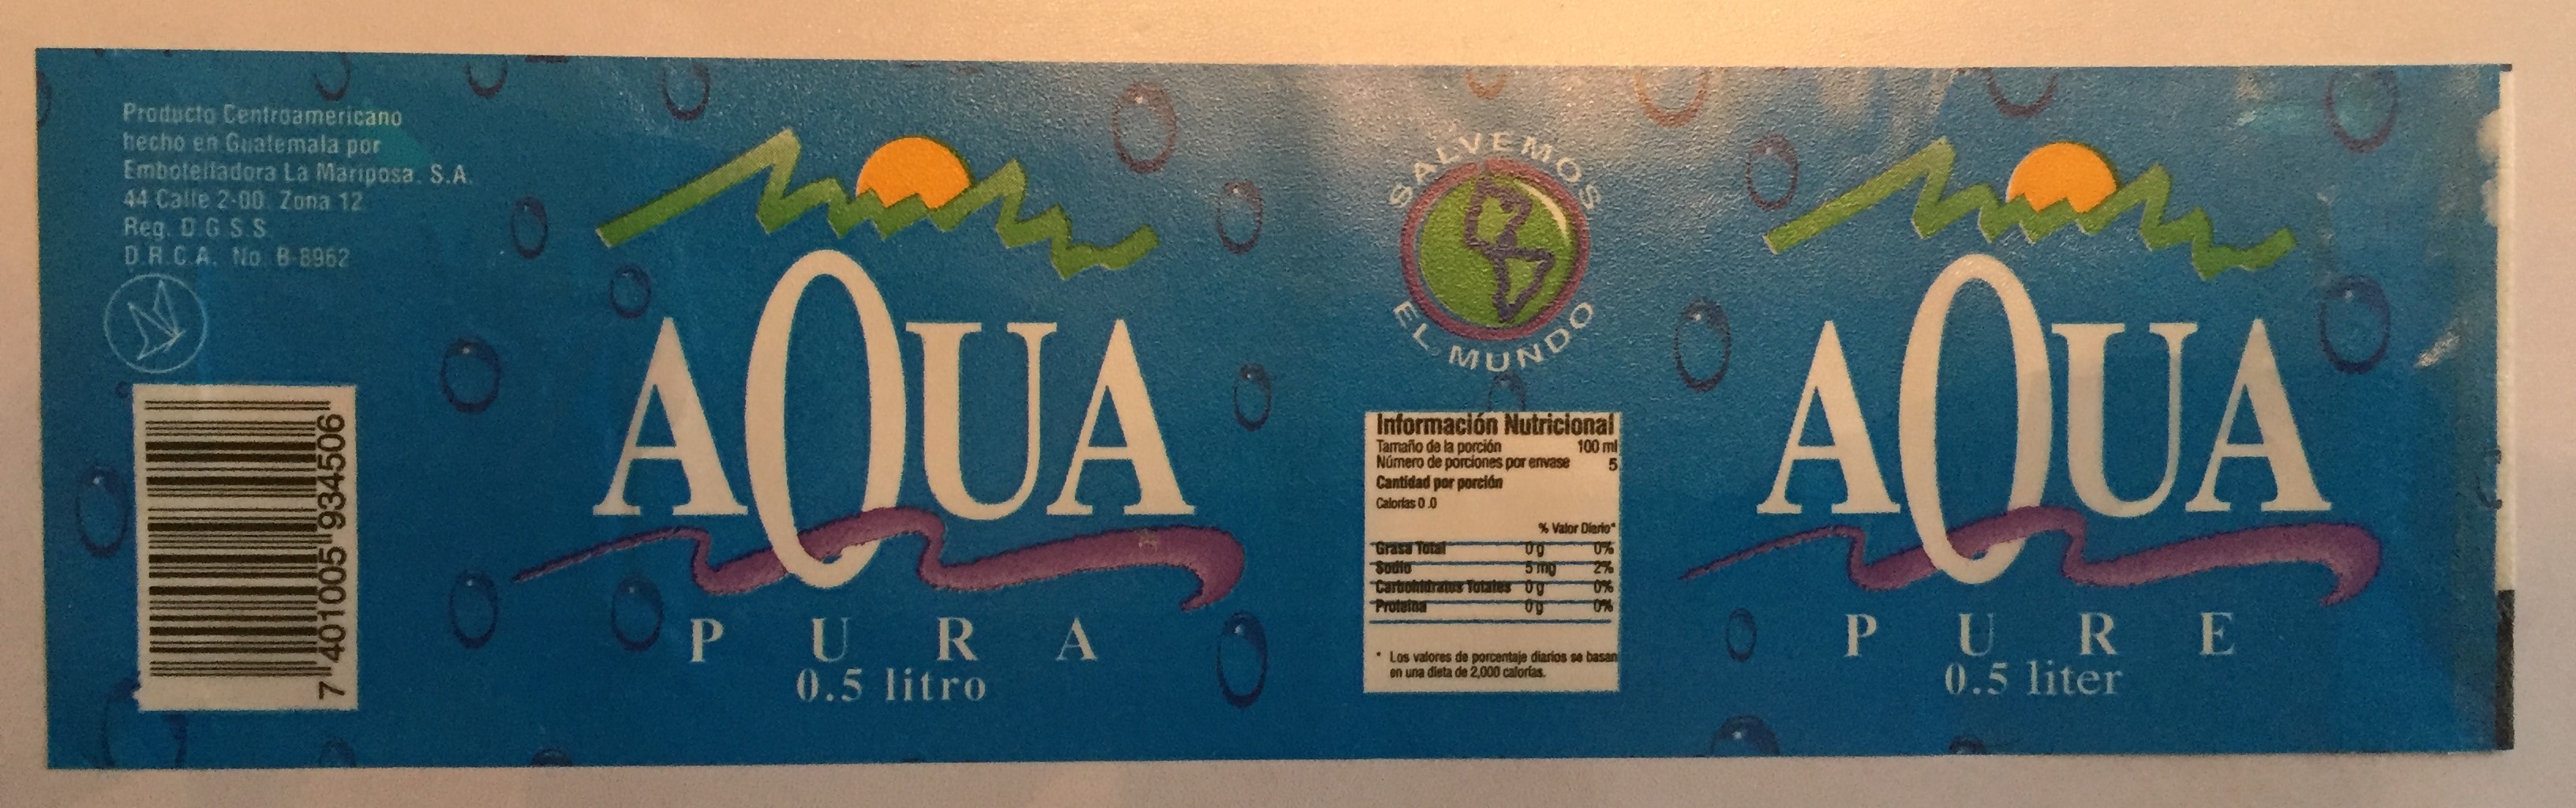 Producto Centroamericano
hecho en Guatemala por
Embotelladora La Mariposa. S.A.
44 Calle 2-00. Zona 12
Reg. D.G.S.S.
D.R.C.A. No. B-8962
7 401005 934506
AQUA
PURA
0.5 litro
SALVEMOS
EL MUNDO
Información Nutricional
Tamaño de la porción 100 ml
Número de porciones por envase 5
Cantidad por porción
Calorías 0.0
% Valor Diario*
Grasa Total 0 g 0%
Sodio 5 mg 2%
Carbohidratos Totales 0 g 0%
Proteína 0 g 0%
* Los valores de porcentaje diarios se basan
en una dieta de 2,000 calorías.
AQUA
PURE
0.5 liter